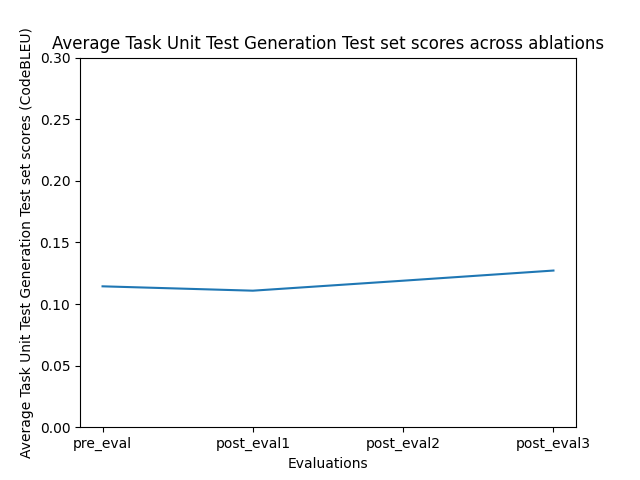 Average Task Unit Test Generation Test set scores across ablations
Average Task Unit Test Generation Test set scores (CodeBLEU)
0.30
0.25
0.20
0.15
0.10
0.05
0.00
pre_eval post_eval1 post_eval2 post_eval3
Evaluations